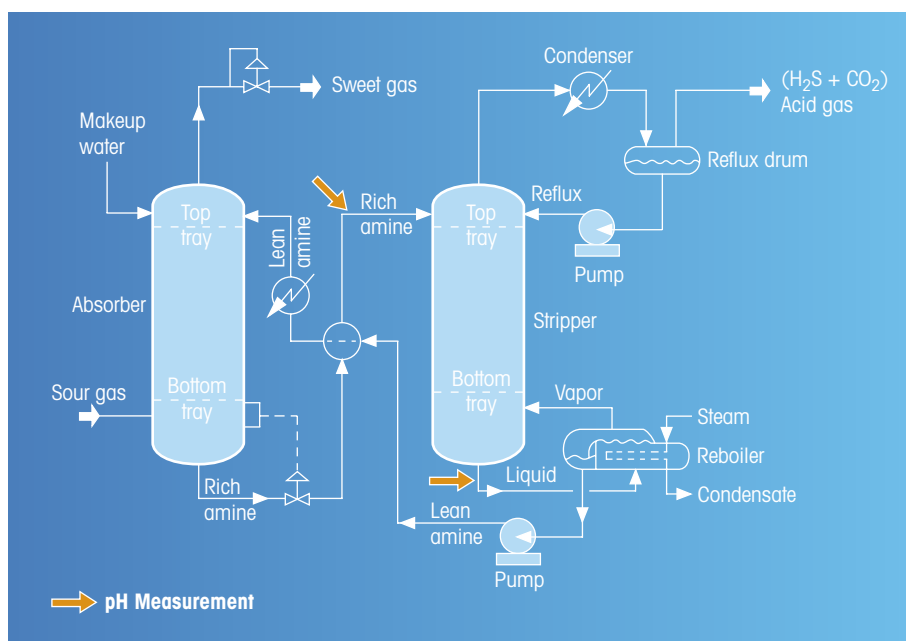 Condenser
(H₂S + CO₂)
Acid gas
Sweet gas
Makeup
water
Reflux drum
Rich
amine
Reflux
Top
tray
Lean
amine
Top
tray
Pump
Absorber
Stripper
Sour gas
Bottom
tray
Bottom
tray
Vapor
Steam
Reboiler
Liquid
Condensate
Rich
amine
Lean
amine
Pump
pH Measurement